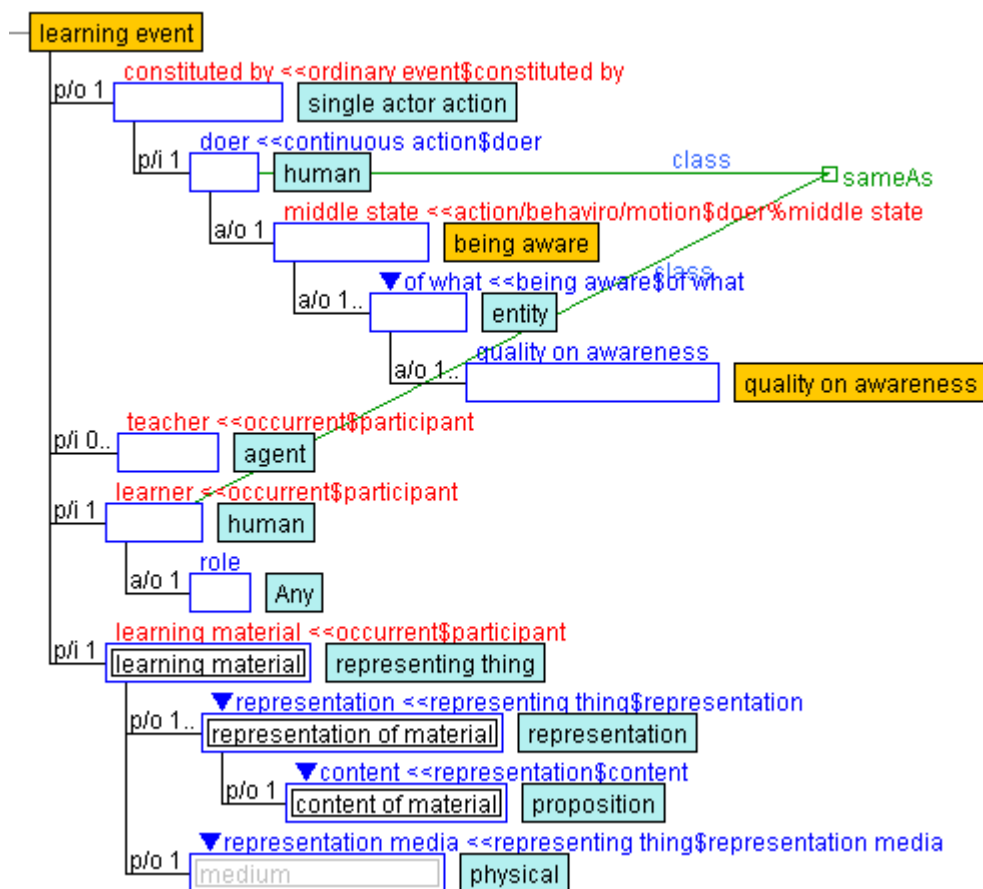 learning event
constituted by <<ordinary event$constituted by
p/o 1 single actor action
doer <<continuous action$doer
p/i 1 human class sameAs
middle state <<action/behaviro/motion$doer%middle state
a/o 1 being aware
class
▼of what <<being aware$of what
a/o 1.. entity
quality on awareness
a/o 1.. quality on awareness
teacher <<occurrent$participant
p/i 0.. agent
learner <<occurrent$participant
p/i 1 human
role
a/o 1 Any
learning material <<occurrent$participant
p/i 1 learning material representing thing
▼representation <<representing thing$representation
p/o 1.. representation of material representation
▼content <<representation$content
p/o 1 content of material proposition
▼representation media <<representing thing$representation media
p/o 1 medium physical